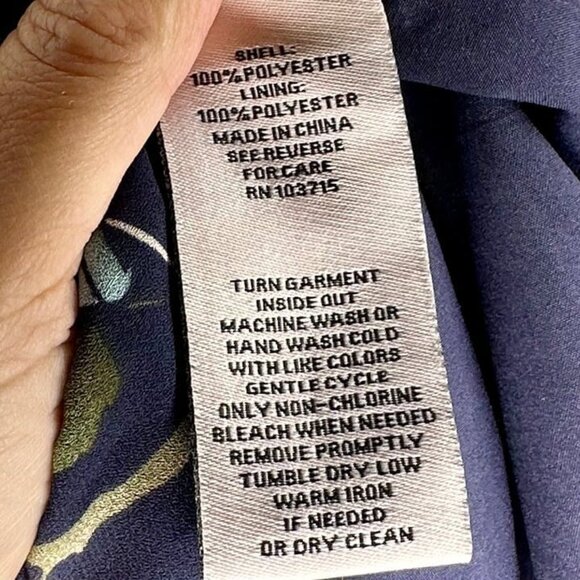 SHELL:
100% POLYESTER
LINING:
100% POLYESTER
MADE IN CHINA
SEE REVERSE
FOR CARE
RN 103715
TURN GARMENT
INSIDE OUT
MACHINE WASH OR
HAND WASH COLD
WITH LIKE COLORS
GENTLE CYCLE
ONLY NON-CHLORINE
BLEACH WHEN NEEDED
REMOVE PROMPTLY
TUMBLE DRY LOW
WARM IRON
IF NEEDED
OR DRY CLEAN